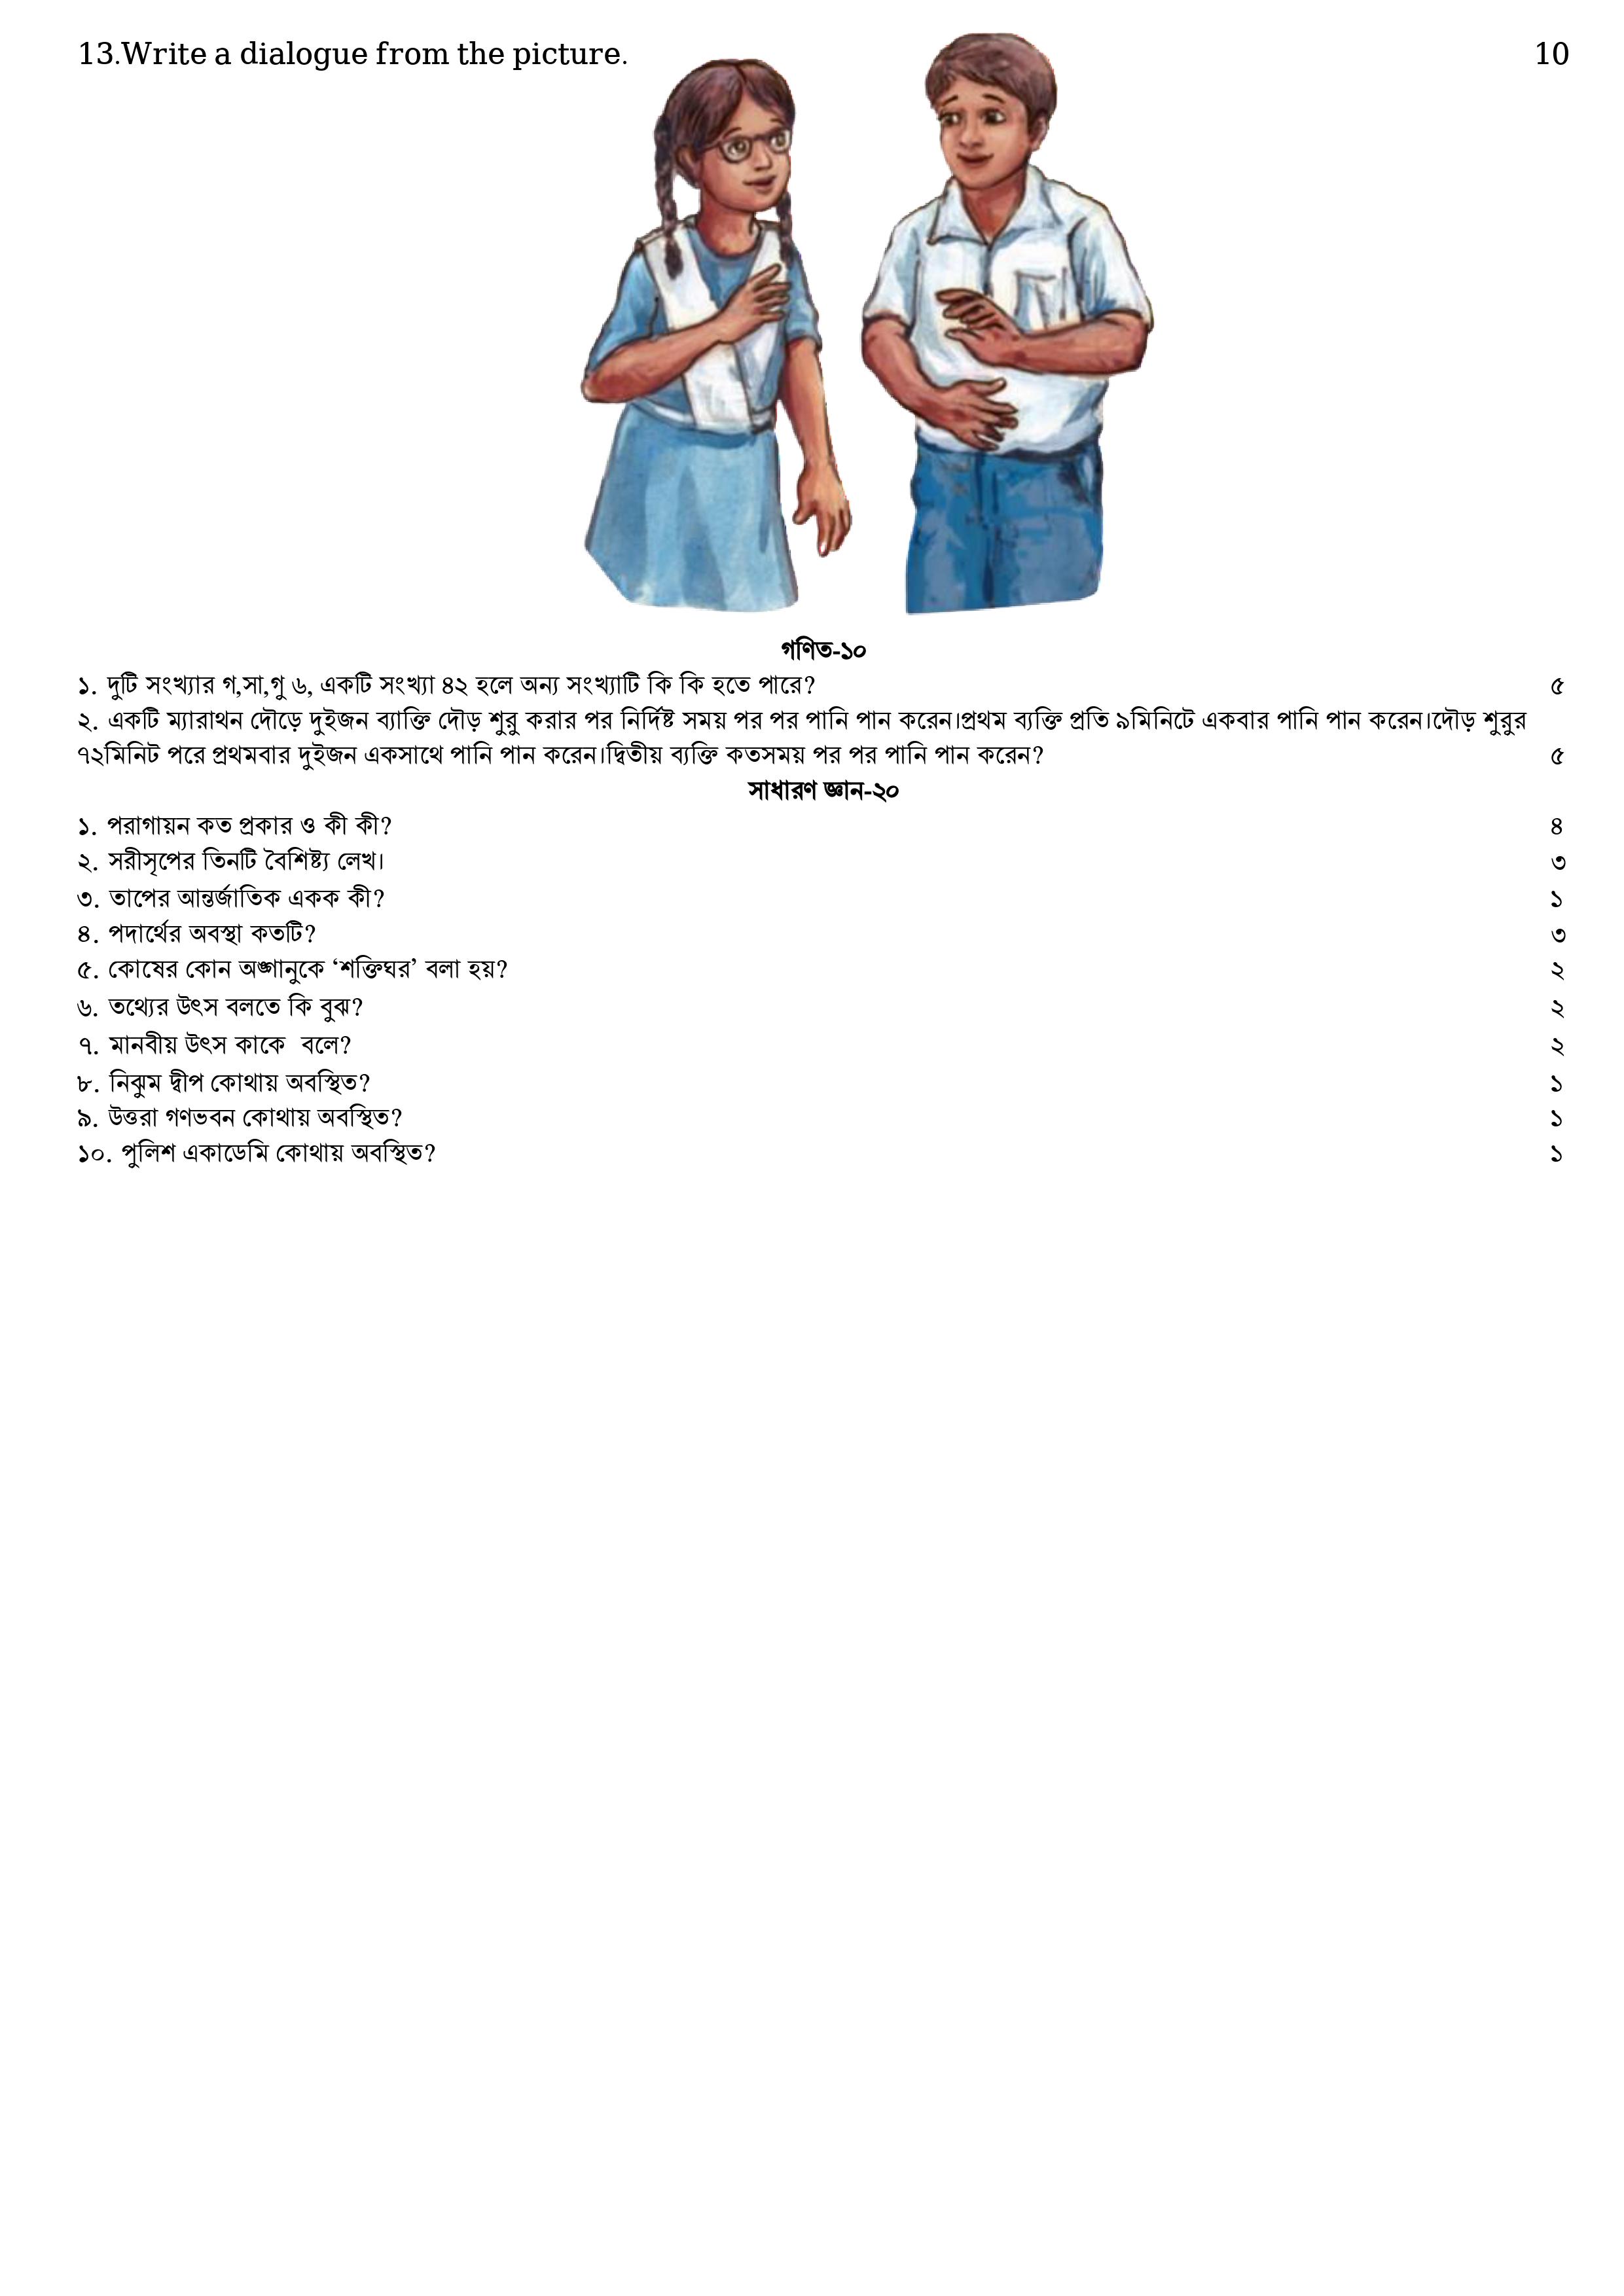 13.Write a dialogue from the picture. 10
গণিত-১০
১. দুটি সংখ্যার গ,সা,গু ৬, একটি সংখ্যা ৪২ হলে অন্য সংখ্যাটি কি কি হতে পারে? ৫
২. একটি ম্যারাথন দৌড়ে দুইজন ব্যাক্তি দৌড় শুরু করার পর নির্দিষ্ট সময় পর পর পানি পান করেন।প্রথম ব্যক্তি প্রতি ৯মিনিটে একবার পানি পান করেন।দৌড় শুরুর
৭২মিনিট পরে প্রথমবার দুইজন একসাথে পানি পান করেন।দ্বিতীয় ব্যক্তি কতসময় পর পর পানি পান করেন? ৫
সাধারণ জ্ঞান-২০
১. পরাগায়ন কত প্রকার ও কী কী? ৪
২. সরীসৃপের তিনটি বৈশিষ্ট্য লেখ। ৩
৩. তাপের আন্তর্জাতিক একক কী? ১
৪. পদার্থের অবস্থা কতটি? ৩
৫. কোষের কোন অঙ্গানুকে ‘শক্তিঘর’ বলা হয়? ২
৬. তথ্যের উৎস বলতে কি বুঝ? ২
৭. মানবীয় উৎস কাকে  বলে? ২
৮. নিঝুম দ্বীপ কোথায় অবস্থিত? ১
৯. উত্তরা গণভবন কোথায় অবস্থিত? ১
১০. পুলিশ একাডেমি কোথায় অবস্থিত? ১